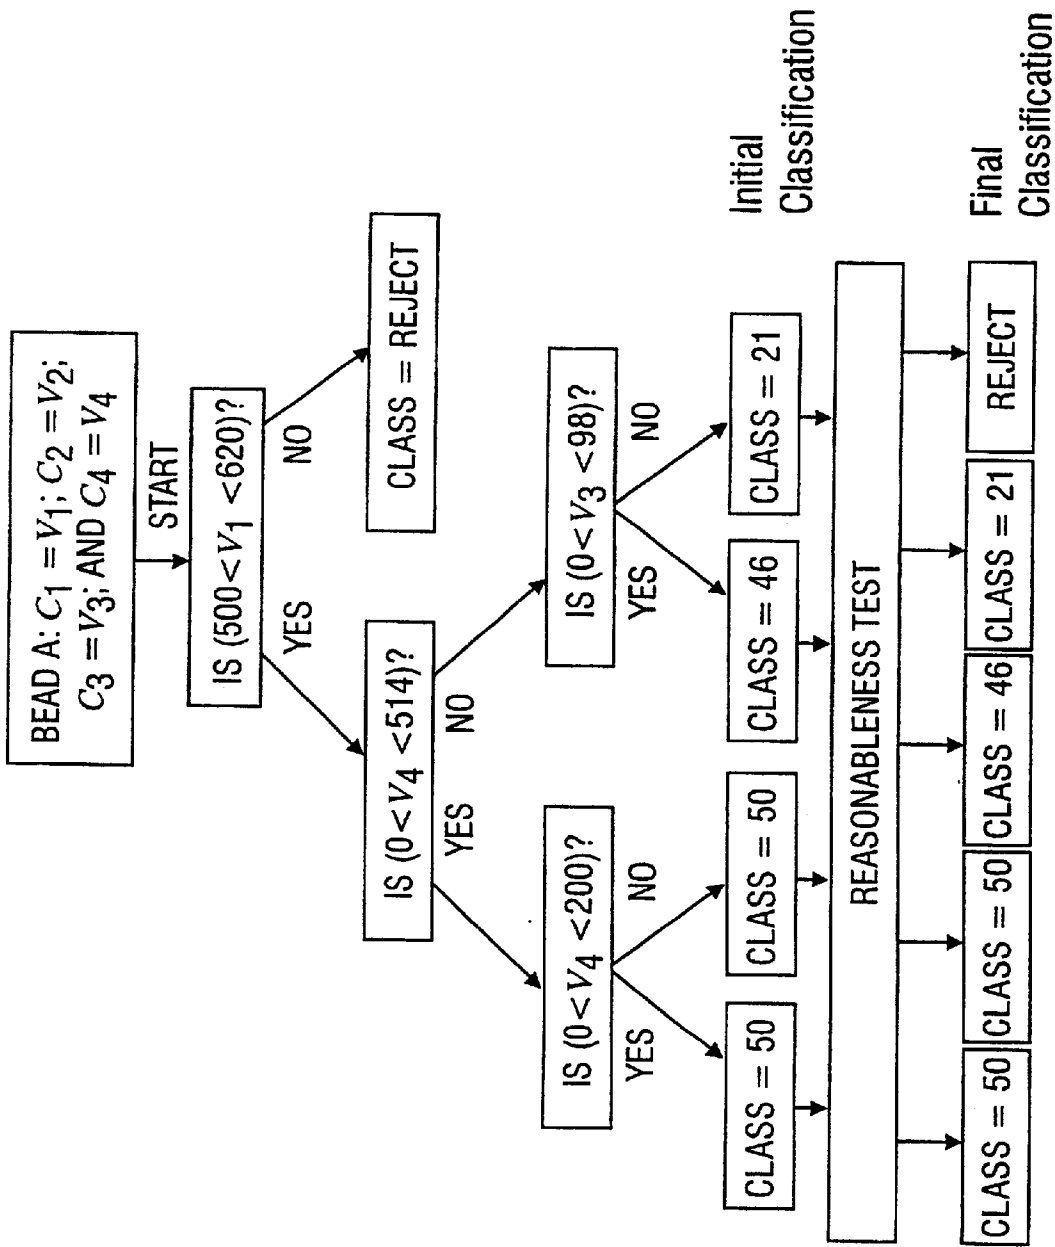 BEAD A: C1 = V1; C2 = V2;
C3 = V3; AND C4 = V4
START
IS (500< V1 <620)?
YES
NO
CLASS = REJECT
IS (0< V4 <514)?
YES
NO
IS (0< V4 <200)?
YES
NO
IS (0< V3 <98)?
YES
NO
CLASS = 50
CLASS = 50
CLASS = 46
CLASS = 21
Initial
Classification
REASONABLENESS TEST
CLASS = 50
CLASS = 50
CLASS = 46
CLASS = 21
REJECT
Final
Classification